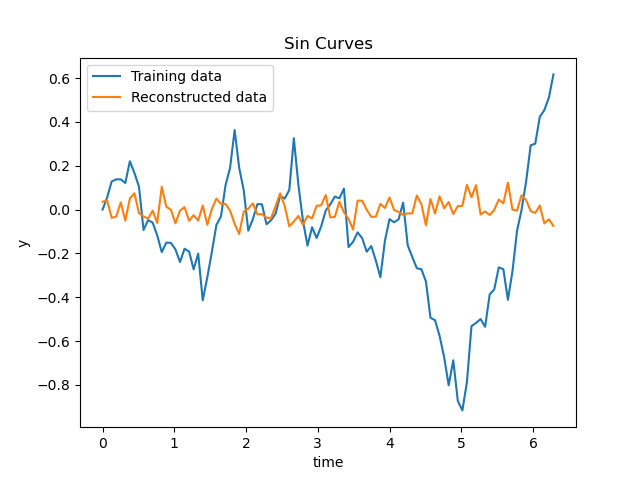 Sin Curves
Training data
Reconstructed data
y
0.6
0.4
0.2
0.0
−0.2
−0.4
−0.6
−0.8
0 1 2 3 4 5 6
time